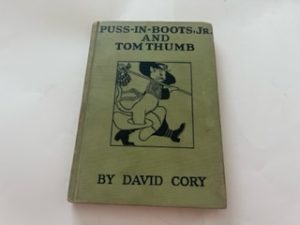 PUSS-IN-BOOTS, Jr.
AND
TOM THUMB
BY DAVID CORY